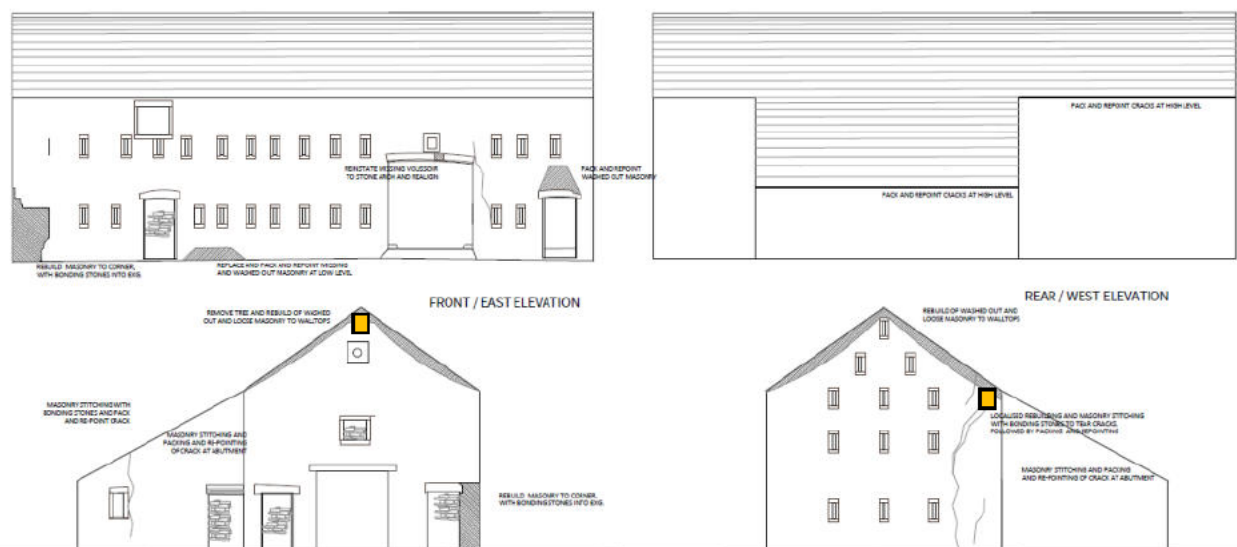 PACK AND REPOINT CRACKS AT HIGH LEVEL
REINSTATE MISSING VOUSSOIR
TO STONE ARCH AND REALIGN
PACK AND REPOINT
WASHED OUT MASONRY
PACK AND REPOINT CRACKS AT HIGH LEVEL
REBUILD MASONRY TO CORNER,
WITH BONDING STONES INTO EXIG.
REPLACE AND PACK AND REPOINT MISSING
AND WASHED OUT MASONRY AT LOW LEVEL
FRONT / EAST ELEVATION
REAR / WEST ELEVATION
REMOVE TREE AND REBUILD OF WASHED
OUT AND LOOSE MASONRY TO WALLTOPS
REBUILD OF WASHED OUT AND
LOOSE MASONRY TO WALLTOPS
MASONRY STITCHING WITH
BONDING STONES AND PACK
AND RE-POINT CRACK
MASONRY STITCHING AND
PACKING AND RE-POINTING
OF CRACK AT ABUTMENT
LOCALISED REBUILDING AND MASONRY STITCHING
WITH BONDING STONES TO TEAR CRACKS.
FOLLOWED BY PACKING AND REPOINTING
MASONRY STITCHING AND PACKING
AND RE-POINTING OF CRACK AT ABUTMENT
REBUILD MASONRY TO CORNER,
WITH BONDING STONES INTO EXIG.